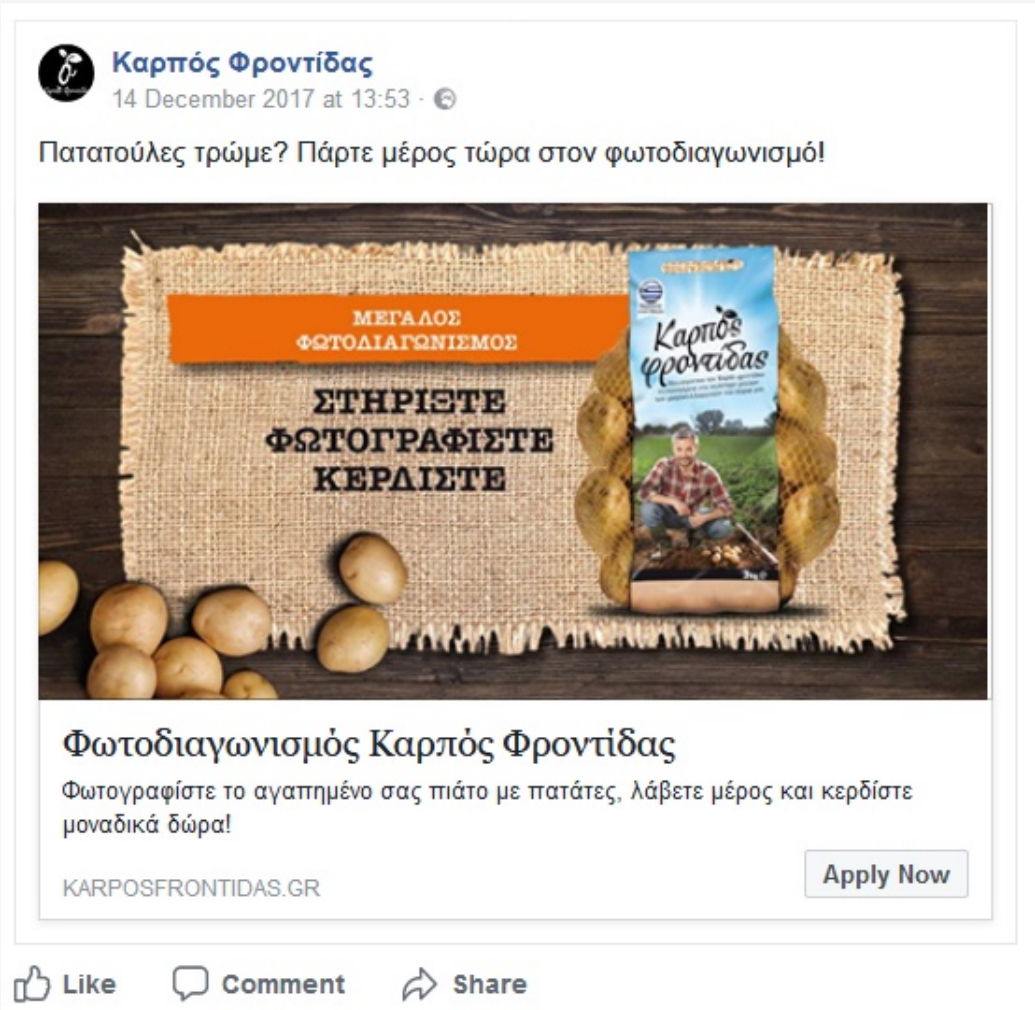 Καρπός Φροντίδας
14 December 2017 at 13:53 ·
Πατατούλες τρώμε? Πάρτε μέρος τώρα στον φωτοδιαγωνισμό!
ΜΕΓΑΛΟΣ
ΦΩΤΟΔΙΑΓΩΝΙΣΜΟΣ
ΣΤΗΡΙΞΤΕ
ΦΩΤΟΓΡΑΦΙΣΤΕ
ΚΕΡΔΙΣΤΕ
Καρπός
φροντίδας
Φωτοδιαγωνισμός Καρπός Φροντίδας
Φωτογραφίστε το αγαπημένο σας πιάτο με πατάτες, λάβετε μέρος και κερδίστε
μοναδικά δώρα!
KARPOSFRONTIDAS.GR
Apply Now
Like Comment Share